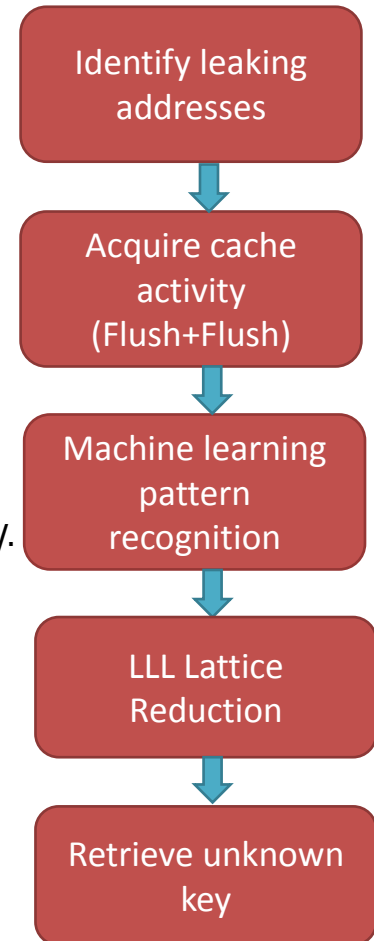 Identify leaking
addresses
Acquire cache
activity
(Flush+Flush)
Machine learning
pattern
recognition
y.
LLL Lattice
Reduction
Retrieve unknown
key